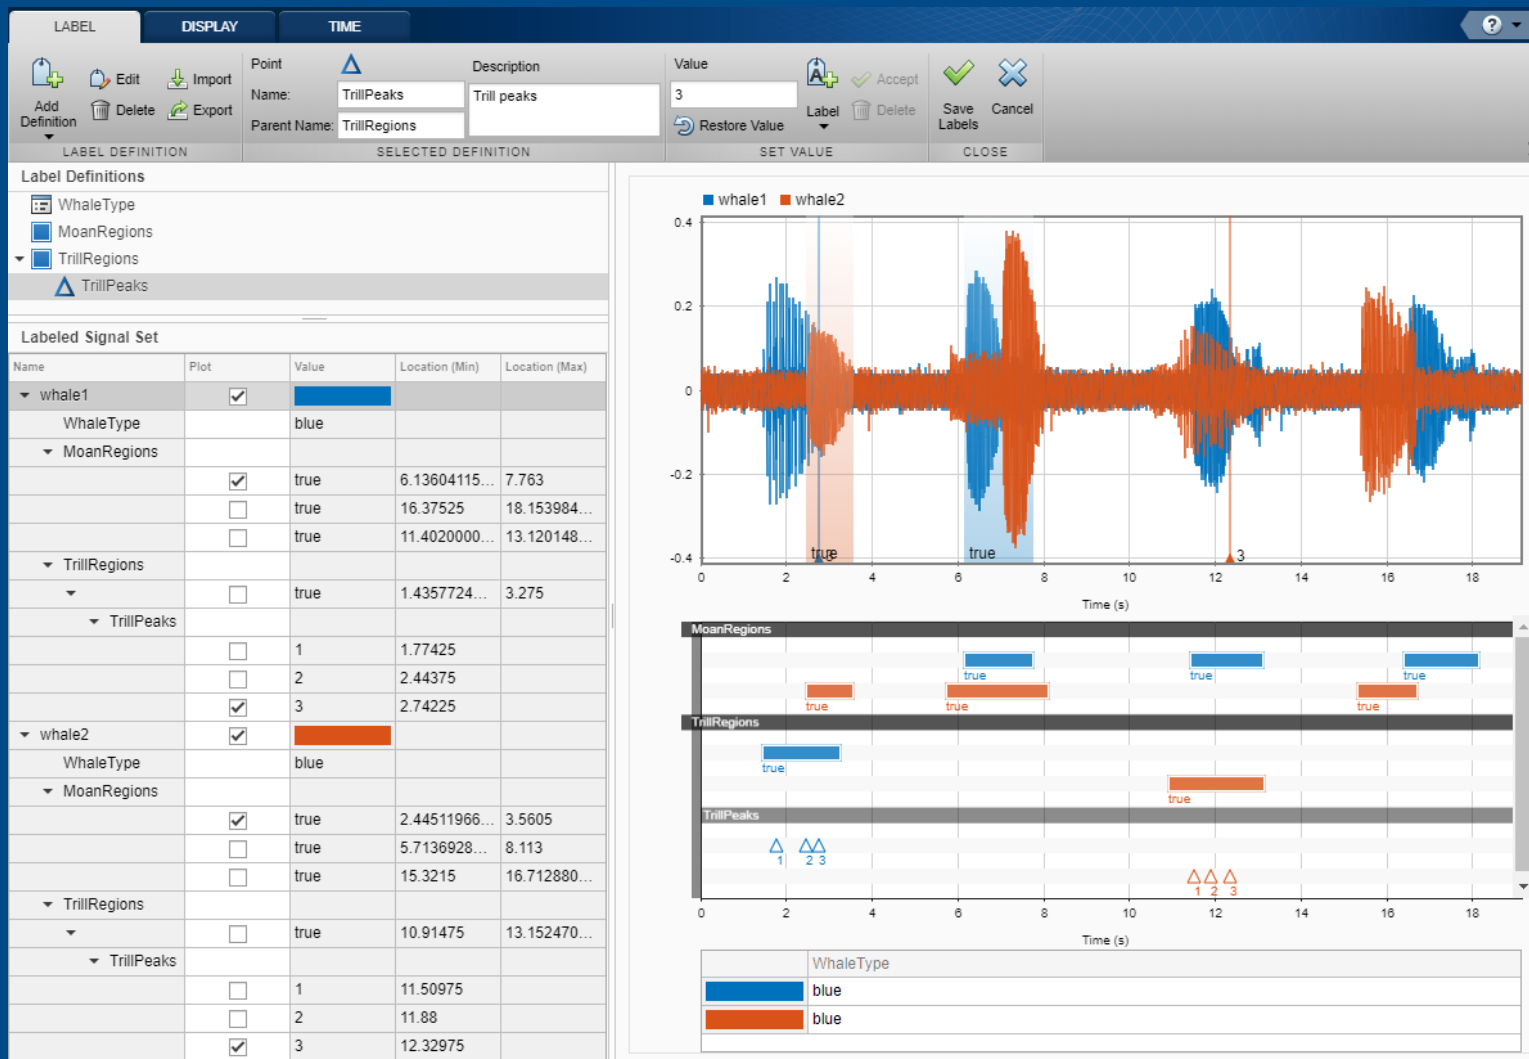 LABEL DISPLAY TIME
?
Add Definition
Edit
Delete
Import
Export
LABEL DEFINITION
Point
Name: TrillPeaks
Parent Name: TrillRegions
Description
Trill peaks
SELECTED DEFINITION
Value
3
Restore Value
Label
Accept
Delete
SET VALUE
Save Labels
Cancel
CLOSE
Label Definitions
WhaleType
MoanRegions
TrillRegions
TrillPeaks
Labeled Signal Set
Name Plot Value Location (Min) Location (Max)
whale1
WhaleType blue
MoanRegions
true 6.13604115... 7.763
true 16.37525 18.153984...
true 11.4020000... 13.120148...
TrillRegions
true 1.4357724... 3.275
TrillPeaks
1 1.77425
2 2.44375
3 2.74225
whale2
WhaleType blue
MoanRegions
true 2.44511966... 3.5605
true 5.7136928... 8.113
true 15.3215 16.712880...
TrillRegions
true 10.91475 13.152470...
TrillPeaks
1 11.50975
2 11.88
3 12.32975
whale1 whale2
0.4
0.2
0
-0.2
-0.4
true 3 true 3
0 2 4 6 8 10 12 14 16 18
Time (s)
MoanRegions
true true true
true true true
TrillRegions
true
true
TrillPeaks
1 2 3
1 2 3
0 2 4 6 8 10 12 14 16 18
Time (s)
WhaleType
blue
blue